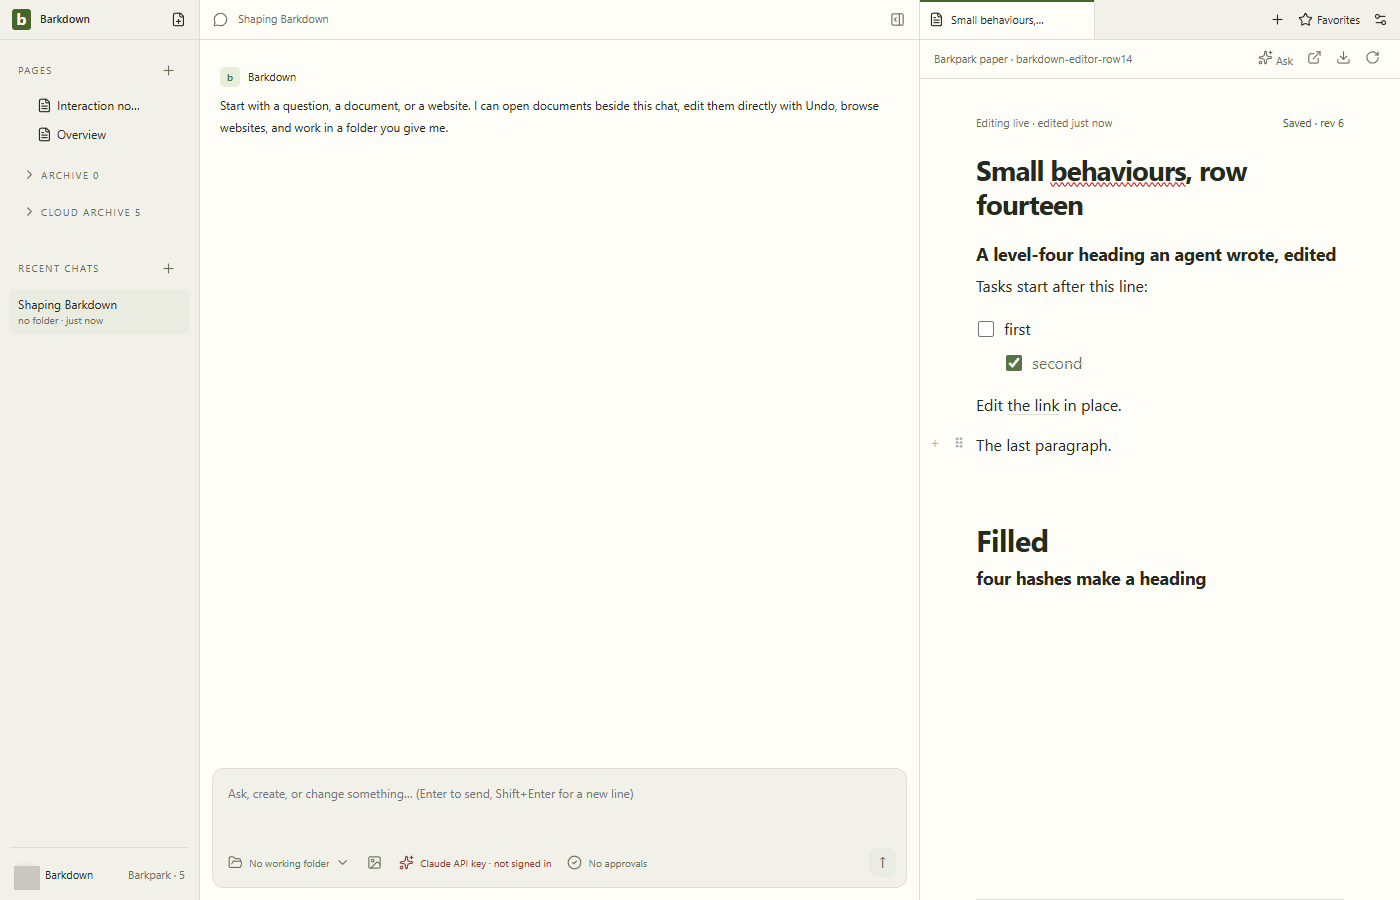 b Barkdown
PAGES
Interaction no...
Overview
ARCHIVE 0
CLOUD ARCHIVE 5
RECENT CHATS
Shaping Barkdown
no folder · just now
Barkdown
Barkpark · 5
Shaping Barkdown
b Barkdown
Start with a question, a document, or a website. I can open documents beside this chat, edit them directly with Undo, browse
websites, and work in a folder you give me.
Ask, create, or change something... (Enter to send, Shift+Enter for a new line)
No working folder
Claude API key · not signed in
No approvals
Small behaviours,...
Favorites
Barkpark paper · barkdown-editor-row14
Ask
Editing live · edited just now
Saved · rev 6
Small behaviours, row
fourteen
A level-four heading an agent wrote, edited
Tasks start after this line:
first
second
Edit the link in place.
The last paragraph.
Filled
four hashes make a heading